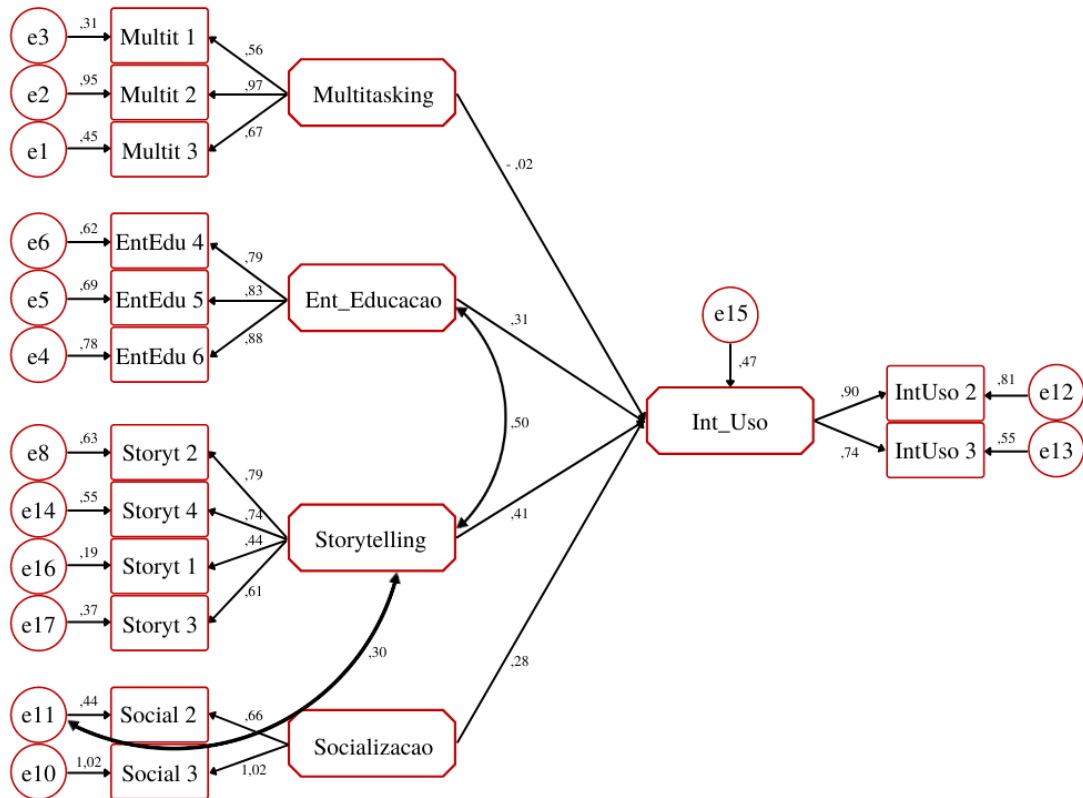 e3
,31
Multit 1
,56
e2
,95
Multit 2
,97
Multitasking
e1
,45
Multit 3
,67
- ,02
e6
,62
EntEdu 4
,79
e5
,69
EntEdu 5
,83
Ent_Educacao
e4
,78
EntEdu 6
,88
,31
e15
,47
,50
Int_Uso
,90
IntUso 2
,81
e12
,74
IntUso 3
,55
e13
e8
,63
Storyt 2
,79
e14
,55
Storyt 4
,74
Storytelling
,41
e16
,19
Storyt 1
,44
e17
,37
Storyt 3
,61
,30
,28
e11
,44
Social 2
,66
Socializacao
e10
1,02
Social 3
1,02